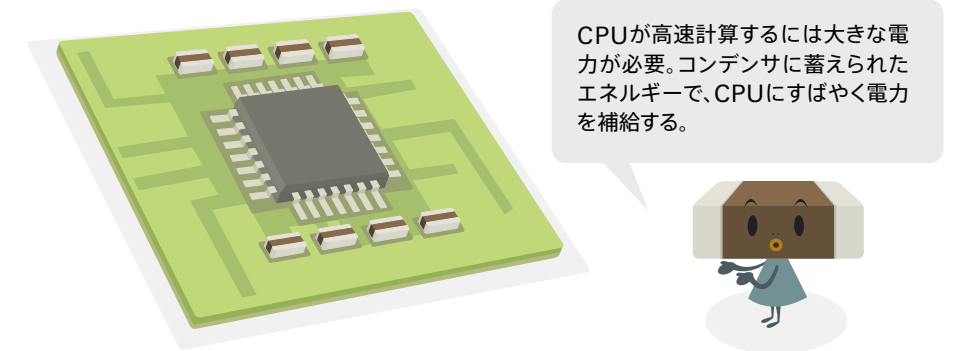 CPUが高速計算するには大きな電
力が必要。コンデンサに蓄えられた
エネルギーで、CPUにすばやく電力
を補給する。